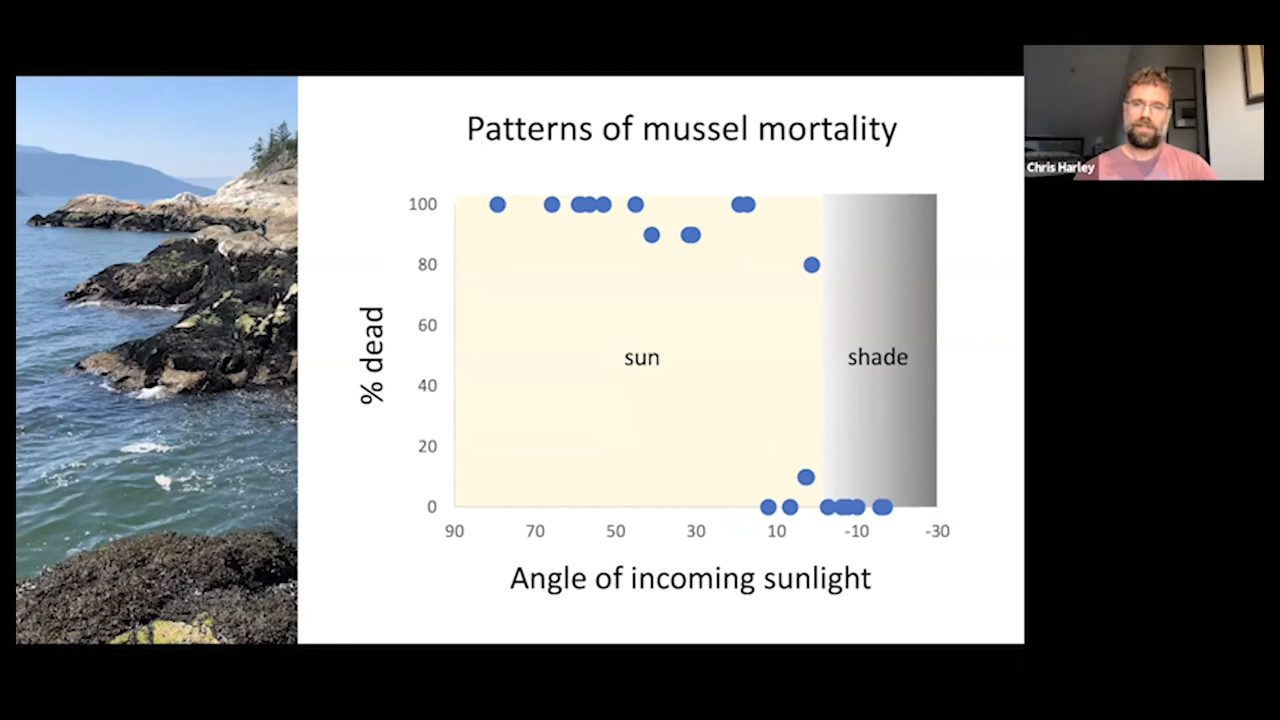 Patterns of mussel mortality
Chris Harley
100
80
60
40
20
0
% dead
sun
shade
90 70 50 30 10 -10 -30
Angle of incoming sunlight